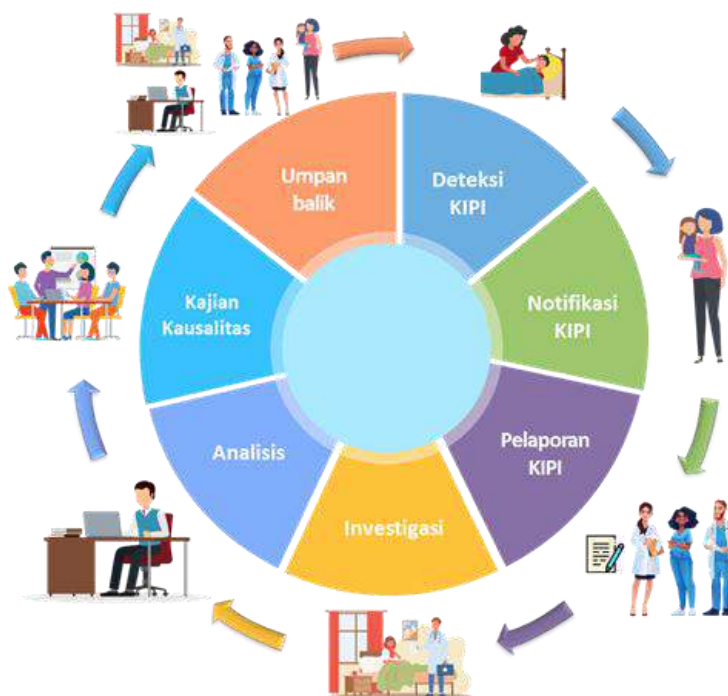 Deteksi
KIPI
Notifikasi
KIPI
Pelaporan
KIPI
Investigasi
Analisis
Kajian
Kausalitas
Umpan
balik